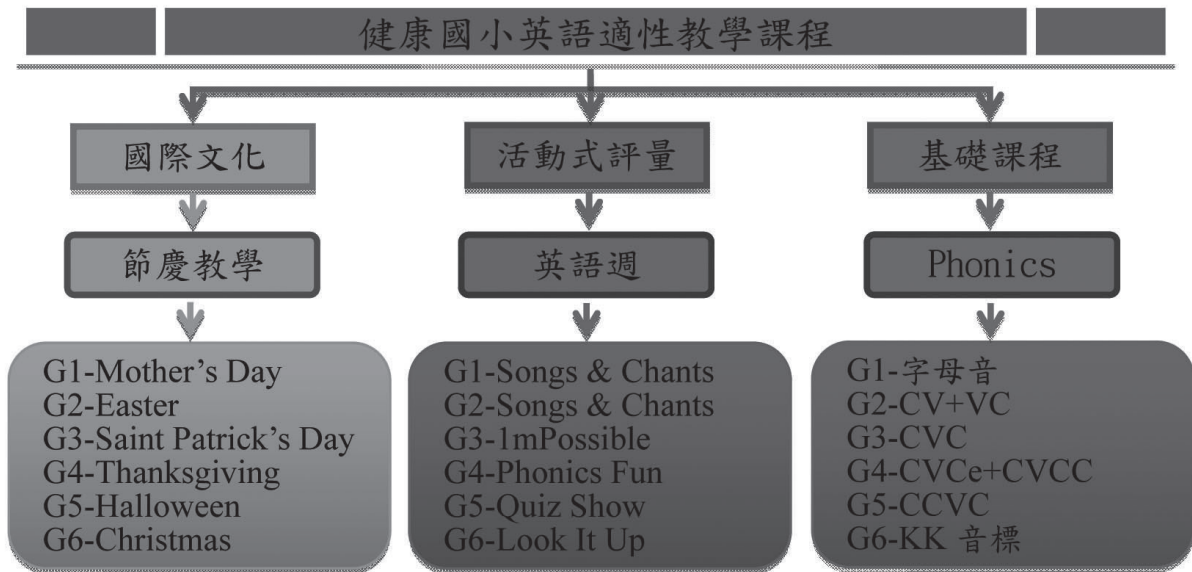 健康國小英語適性教學課程
國際文化
活動式評量
基礎課程
節慶教學
英語週
Phonics
G1-Mother's Day
G2-Easter
G3-Saint Patrick's Day
G4-Thanksgiving
G5-Halloween
G6-Christmas
G1-Songs & Chants
G2-Songs & Chants
G3-1mPossible
G4-Phonics Fun
G5-Quiz Show
G6-Look It Up
G1-字母音
G2-CV+VC
G3-CVC
G4-CVCe+CVCC
G5-CCVC
G6-KK 音標